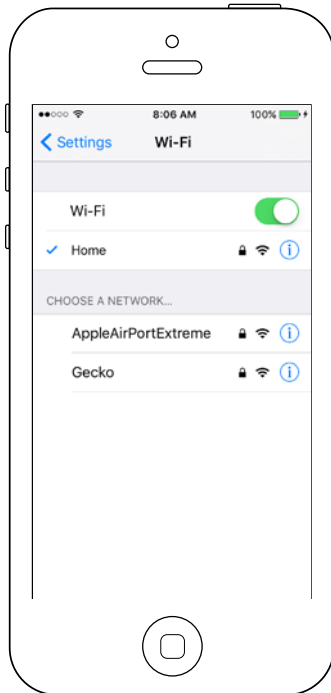 8:06 AM 100%
Settings Wi-Fi
Wi-Fi
Home
CHOOSE A NETWORK...
AppleAirPortExtreme
Gecko